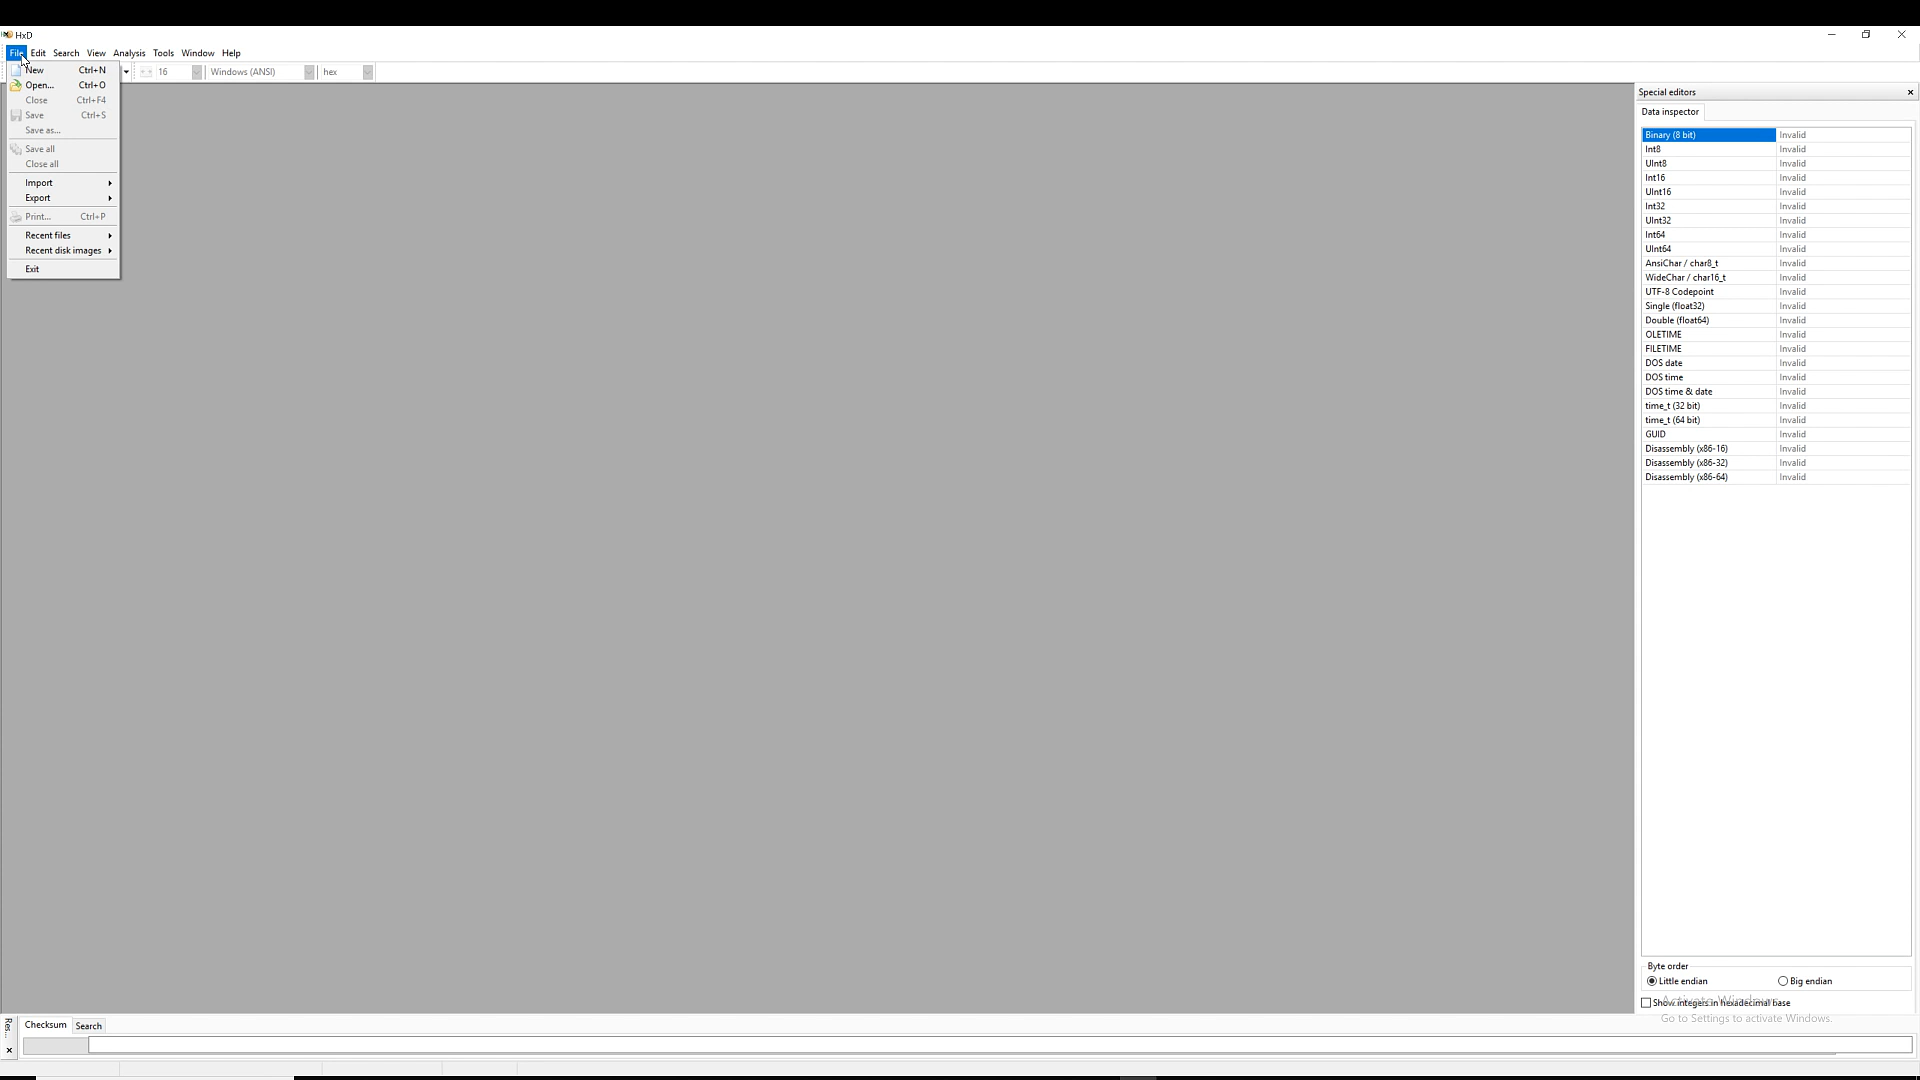 HxD
File Edit Search View Analysis Tools Window Help
16 Windows (ANSI) hex
New Ctrl+N
Open... Ctrl+O
Close Ctrl+F4
Save Ctrl+S
Save as...
Save all
Close all
Import
Export
Print... Ctrl+P
Recent files
Recent disk images
Exit
Special editors
Data inspector
Binary (8 bit) Invalid
Int8 Invalid
UInt8 Invalid
Int16 Invalid
UInt16 Invalid
Int32 Invalid
UInt32 Invalid
Int64 Invalid
UInt64 Invalid
AnsiChar / char8_t Invalid
WideChar / char16_t Invalid
UTF-8 Codepoint Invalid
Single (float32) Invalid
Double (float64) Invalid
OLETIME Invalid
FILETIME Invalid
DOS date Invalid
DOS time Invalid
DOS time & date Invalid
time_t (32 bit) Invalid
time_t (64 bit) Invalid
GUID Invalid
Disassembly (x86-16) Invalid
Disassembly (x86-32) Invalid
Disassembly (x86-64) Invalid
Byte order
Little endian Big endian
Show integers in hexadecimal base
Activate Windows
Go to Settings to activate Windows.
Res...
Checksum Search